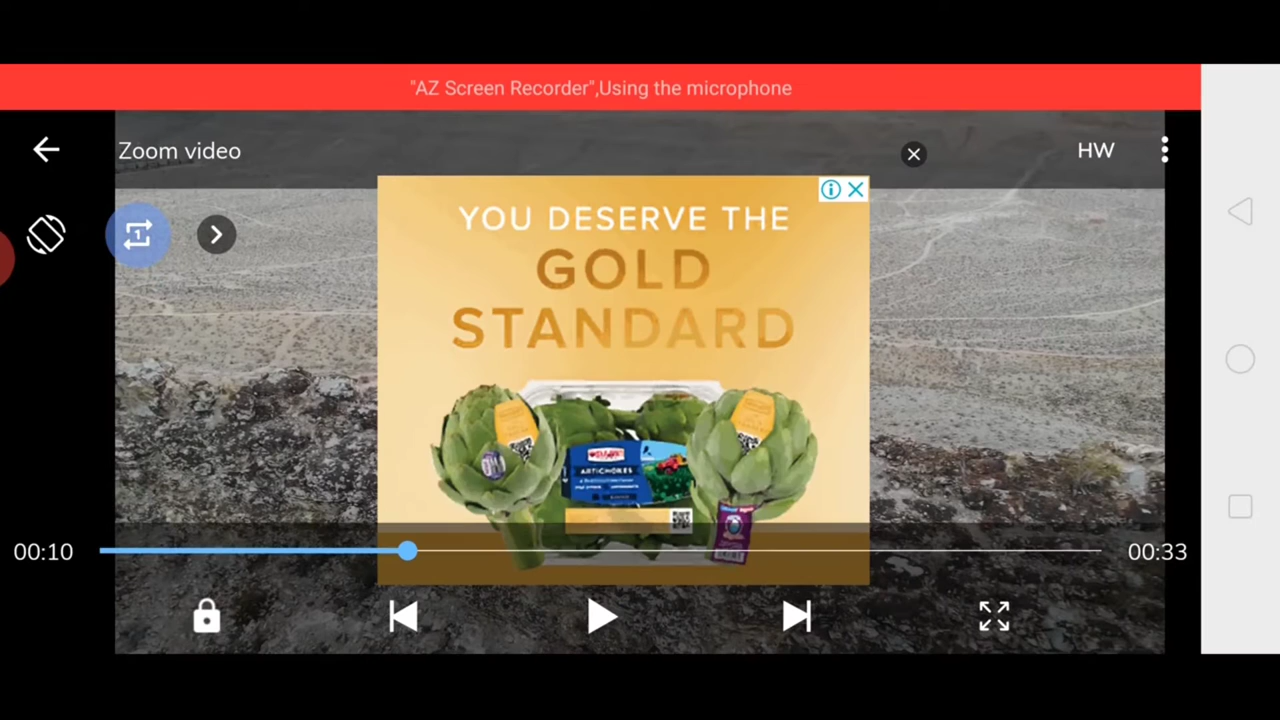 "AZ Screen Recorder",Using the microphone
Zoom video
HW
1
YOU DESERVE THE
GOLD
STANDARD
ARTICHOKES
00:10
00:33